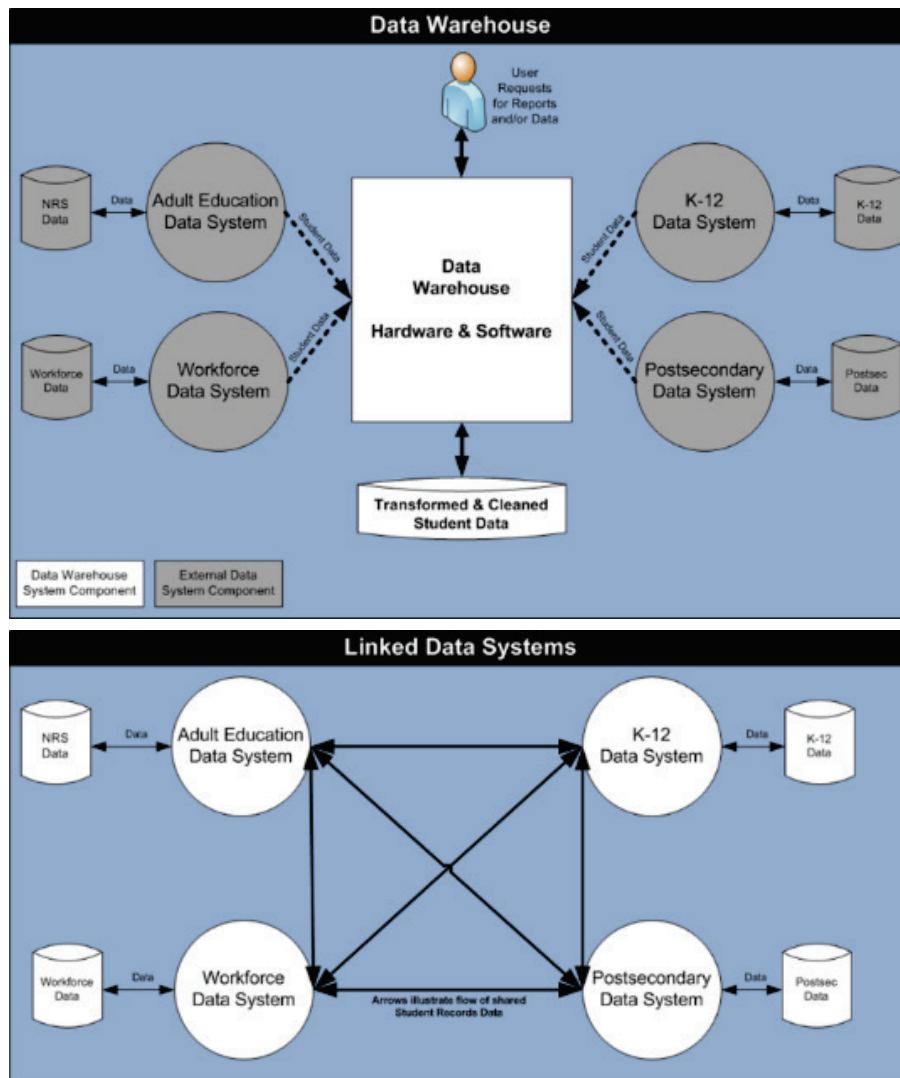 Data Warehouse
User
Requests
for Reports
and/or Data
NRS
Data
Data
Adult Education
Data System
Student Data
K-12
Data System
Student Data
Data
K-12
Data
Data
Warehouse
Hardware & Software
Workforce
Data
Data
Workforce
Data System
Student Data
Postsecondary
Data System
Student Data
Data
Postsec
Data
Transformed & Cleaned
Student Data
Data Warehouse
System Component
External Data
System Component
Linked Data Systems
NRS
Data
Data
Adult Education
Data System
K-12
Data System
Data
K-12
Data
Workforce
Data
Data
Workforce
Data System
Arrows illustrate flow of shared
Student Records Data
Postsecondary
Data System
Data
Postsec
Data